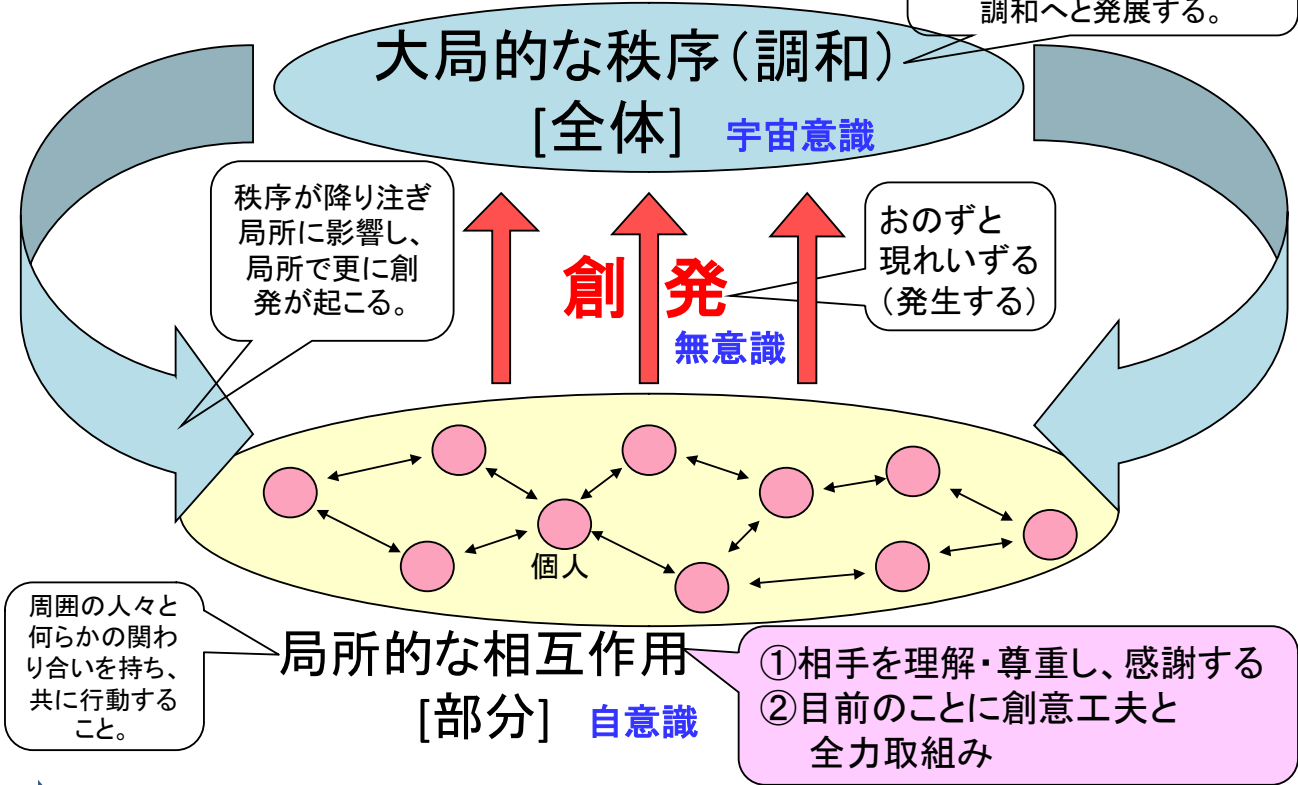 調和へと発展する。
大局的な秩序(調和)
[全体] 宇宙意識
秩序が降り注ぎ
局所に影響し、
局所で更に創
発が起こる。
おのずと
現れいずる
(発生する)
創発
無意識
個人
周囲の人々と
何らかの関わ
り合いを持ち、
共に行動する
こと。
局所的な相互作用
[部分] 自意識
①相手を理解・尊重し、感謝する
②目前のことに創意工夫と
全力取組み